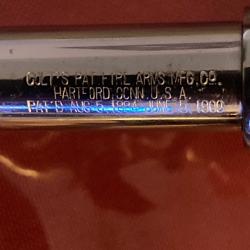 COLT'S PAT. FIRE ARMS MFG. CO.
HARTFORD, CONN. U.S.A.
PAT'D AUG. 5, 1884 JUNE 5, 1900